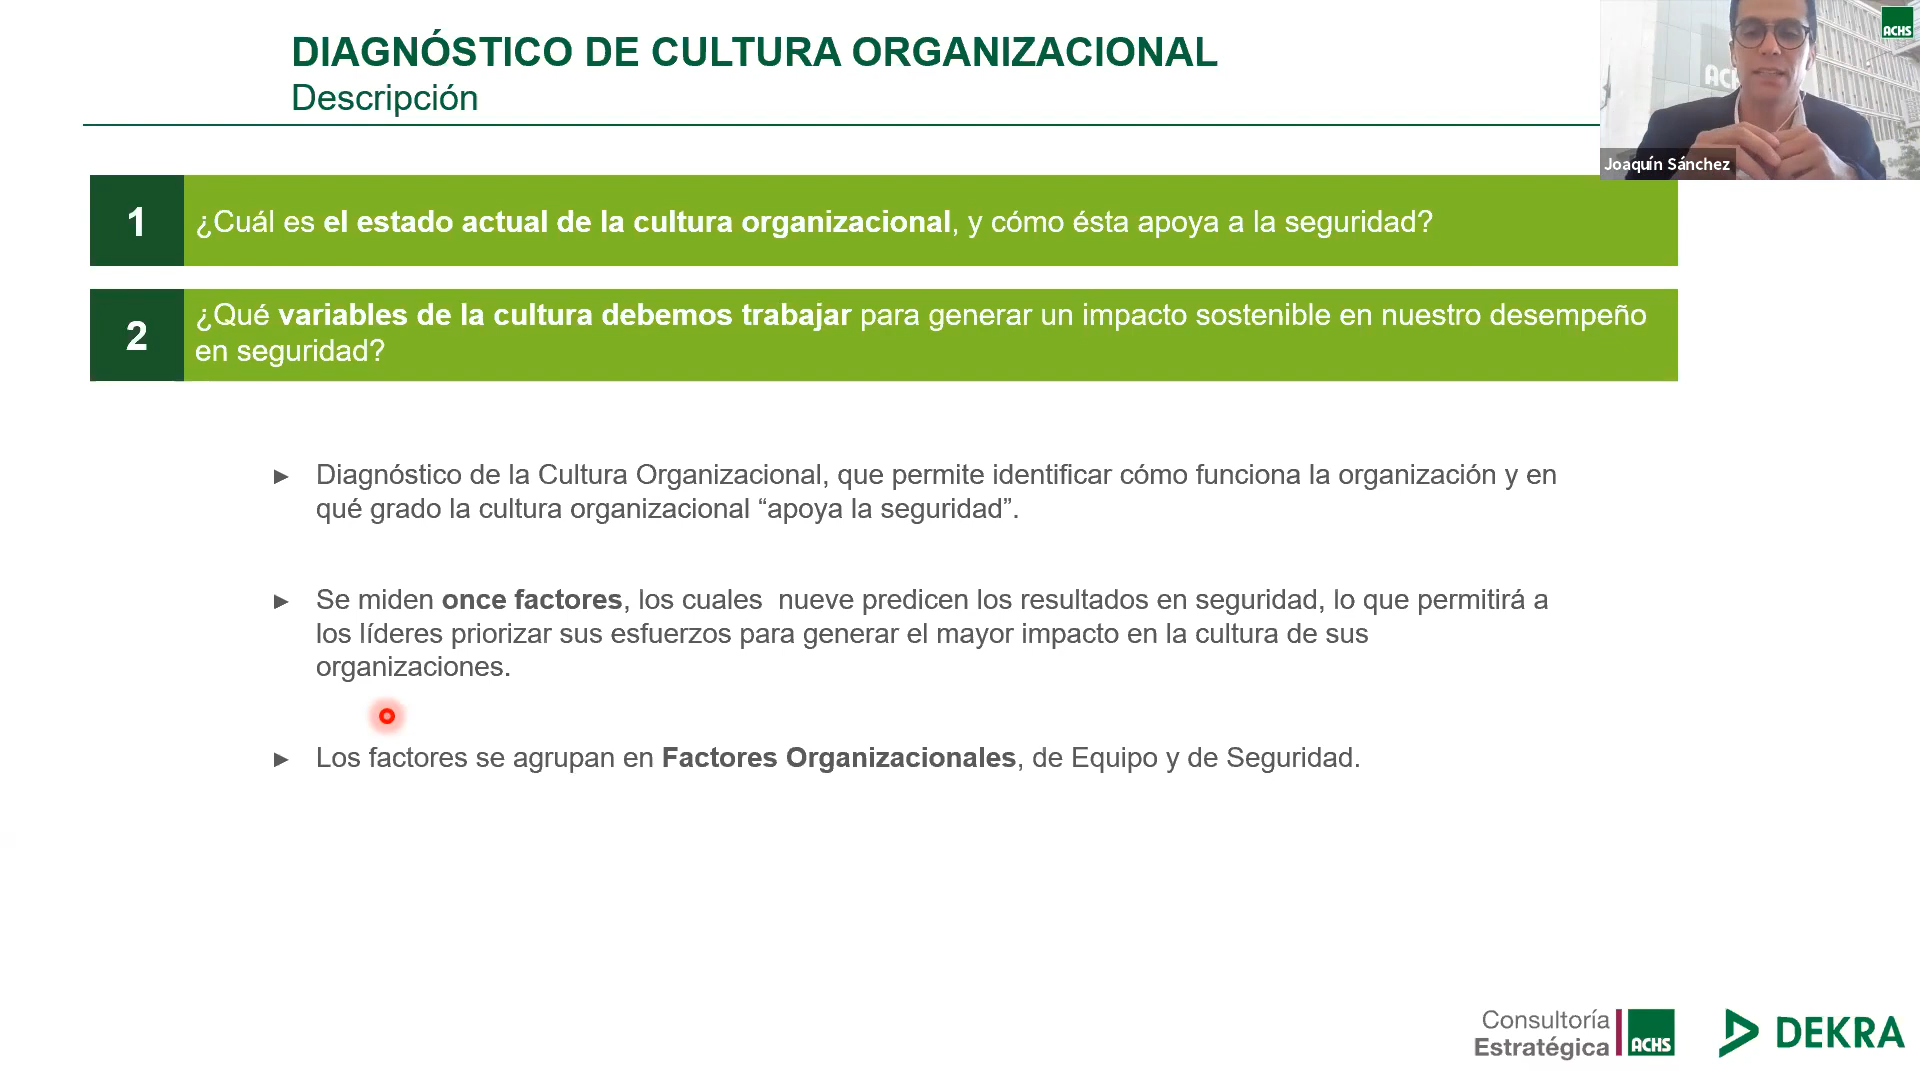 DIAGNÓSTICO DE CULTURA ORGANIZACIONAL
Descripción
ACHS
Joaquín Sánchez
1
¿Cuál es el estado actual de la cultura organizacional, y cómo ésta apoya a la seguridad?
2
¿Qué variables de la cultura debemos trabajar para generar un impacto sostenible en nuestro desempeño
en seguridad?
► Diagnóstico de la Cultura Organizacional, que permite identificar cómo funciona la organización y en
qué grado la cultura organizacional “apoya la seguridad”.
► Se miden once factores, los cuales  nueve predicen los resultados en seguridad, lo que permitirá a
los líderes priorizar sus esfuerzos para generar el mayor impacto en la cultura de sus
organizaciones.
► Los factores se agrupan en Factores Organizacionales, de Equipo y de Seguridad.
Consultoría
Estratégica
ACHS
DEKRA